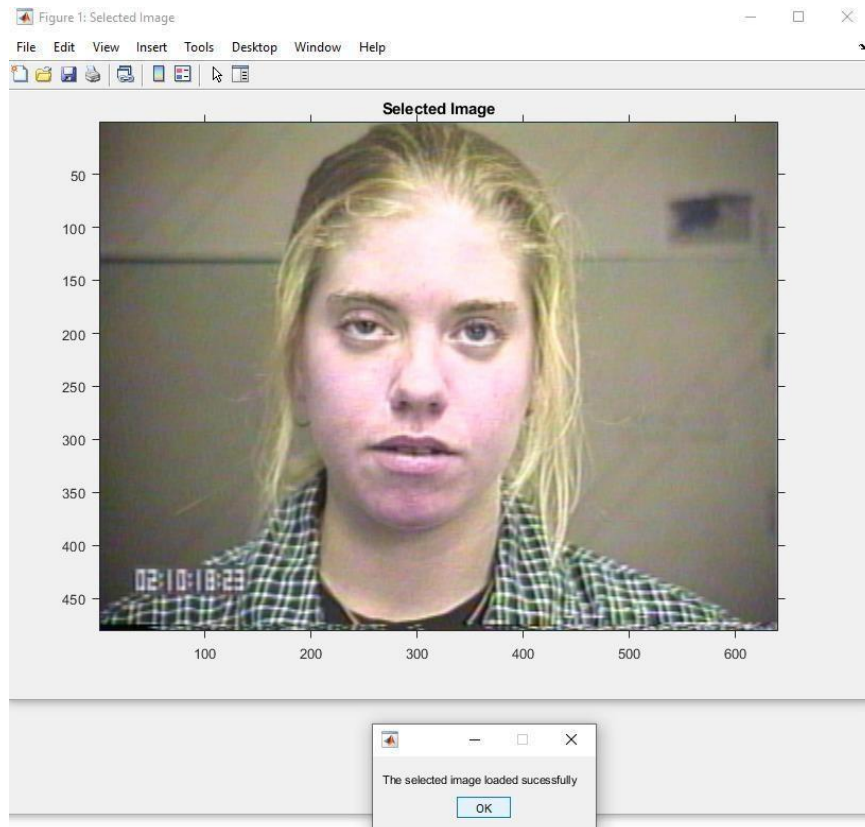 Figure 1: Selected Image
File Edit View Insert Tools Desktop Window Help
Selected Image
50
100
150
200
250
300
350
400
450
100 200 300 400 500 600
02:10:18:23
The selected image loaded sucessfully
OK